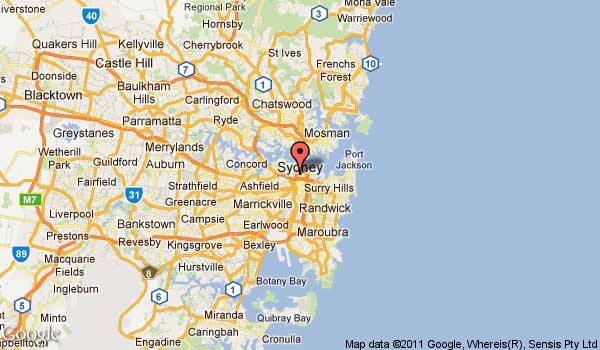 Mona Vale
Regional Park
3
Warriewood
40
Hornsby
Quakers Hill
Kellyville
Cherrybrook
St Ives
Castle Hill
Frenchs
Forest
10
Doonside
7
Baulkham
Hills
1
Blacktown
Carlingford
Chatswood
Parramatta
Ryde
Mosman
Greystanes
Merrylands
Wetherill
Park
Guildford
Auburn
Concord
Sydney
Port
Jackson
Fairfield
Strathfield
Ashfield
Surry Hills
M7
31
Greenacre
Marrickville
Randwick
Liverpool
Campsie
Bankstown
Earlwood
Maroubra
Prestons
Revesby
Kingsgrove
Bexley
89
Macquarie
Fields
8
Hurstville
Botany Bay
Ingleburn
6
1
5
Minto
Miranda
Quibray Bay
Campbelltown
Engadine
Caringbah
Google
Map data ©2011 Google, Whereis(R), Sensis Pty Ltd